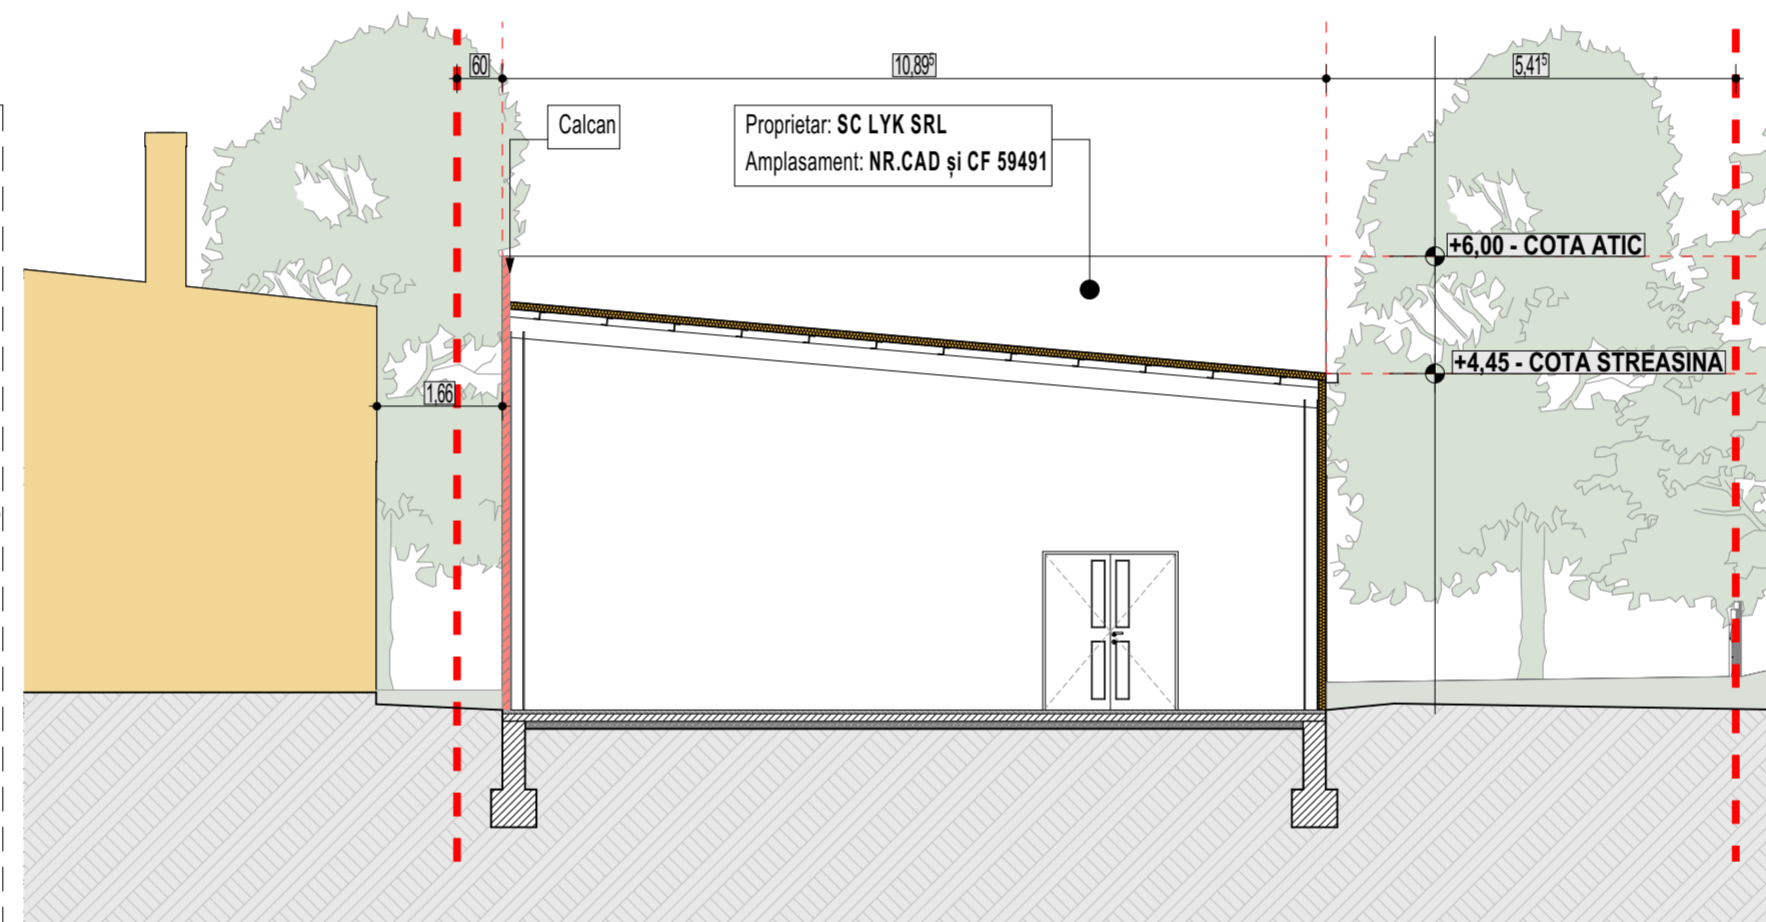 60
10,89⁵
5,41⁵
Calcan
Proprietar: SC LYK SRL
Amplasament: NR.CAD și CF 59491
+6,00 - COTA ATIC
+4,45 - COTA STREASINA
1,66